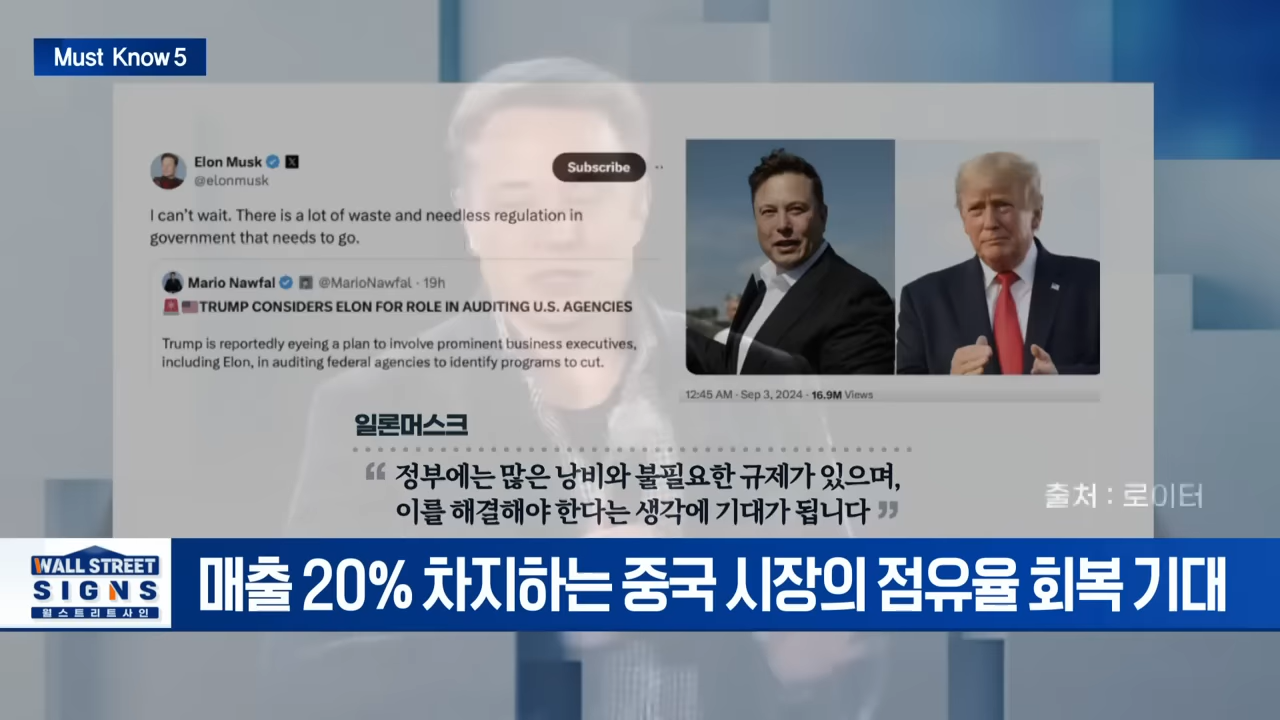 Must Know 5
Elon Musk
@elonmusk
Subscribe
I can't wait. There is a lot of waste and needless regulation in
government that needs to go.
Mario Nawfal @MarioNawfal · 19h
🚨🇺🇸TRUMP CONSIDERS ELON FOR ROLE IN AUDITING U.S. AGENCIES
Trump is reportedly eyeing a plan to involve prominent business executives,
including Elon, in auditing federal agencies to identify programs to cut.
12:45 AM · Sep 3, 2024 · 16.9M Views
일론머스크
“ 정부에는 많은 낭비와 불필요한 규제가 있으며,
이를 해결해야 한다는 생각에 기대가 됩니다 ”
출처 : 로이터
WALL STREET
SIGNS
월스트리트사인
매출 20% 차지하는 중국 시장의 점유율 회복 기대